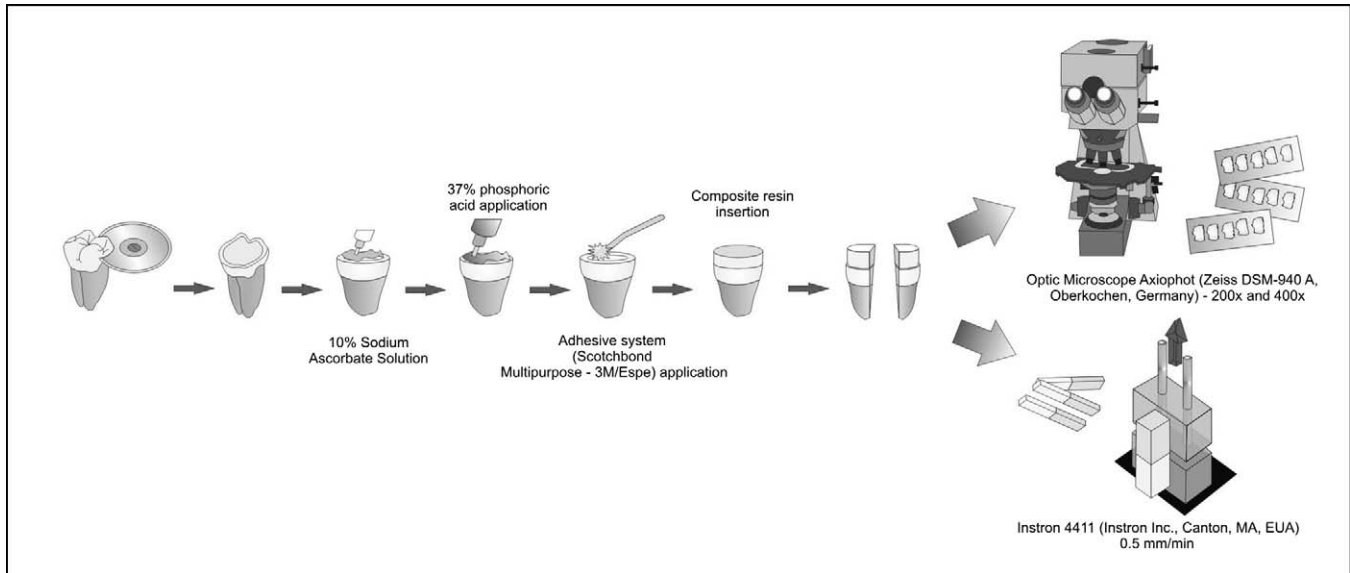 10% Sodium
Ascorbate Solution
37% phosphoric
acid application
Adhesive system
(Scotchbond
Multipurpose - 3M/Espe) application
Composite resin
insertion
Optic Microscope Axiophot (Zeiss DSM-940 A,
Oberkochen, Germany) - 200x and 400x
Instron 4411 (Instron Inc., Canton, MA, EUA)
0.5 mm/min